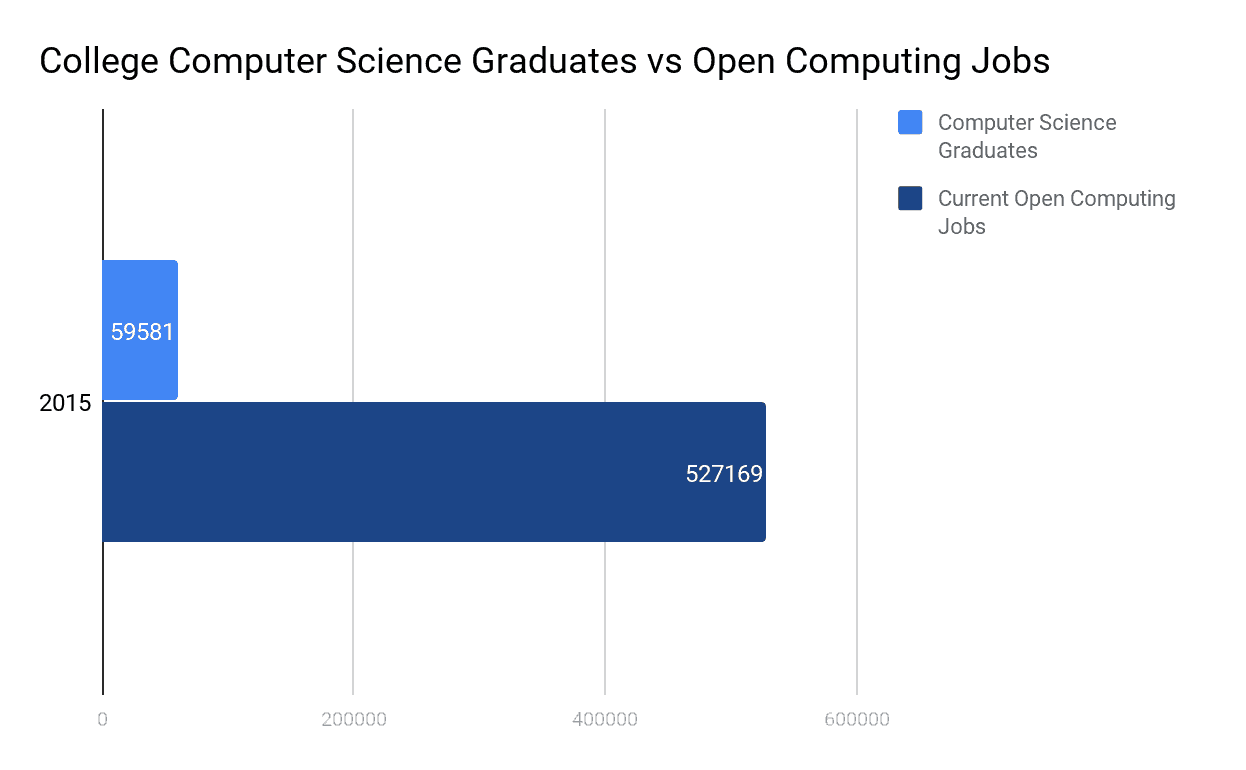 College Computer Science Graduates vs Open Computing Jobs
Computer Science
Graduates
Current Open Computing
Jobs
59581
2015
527169
0 200000 400000 600000